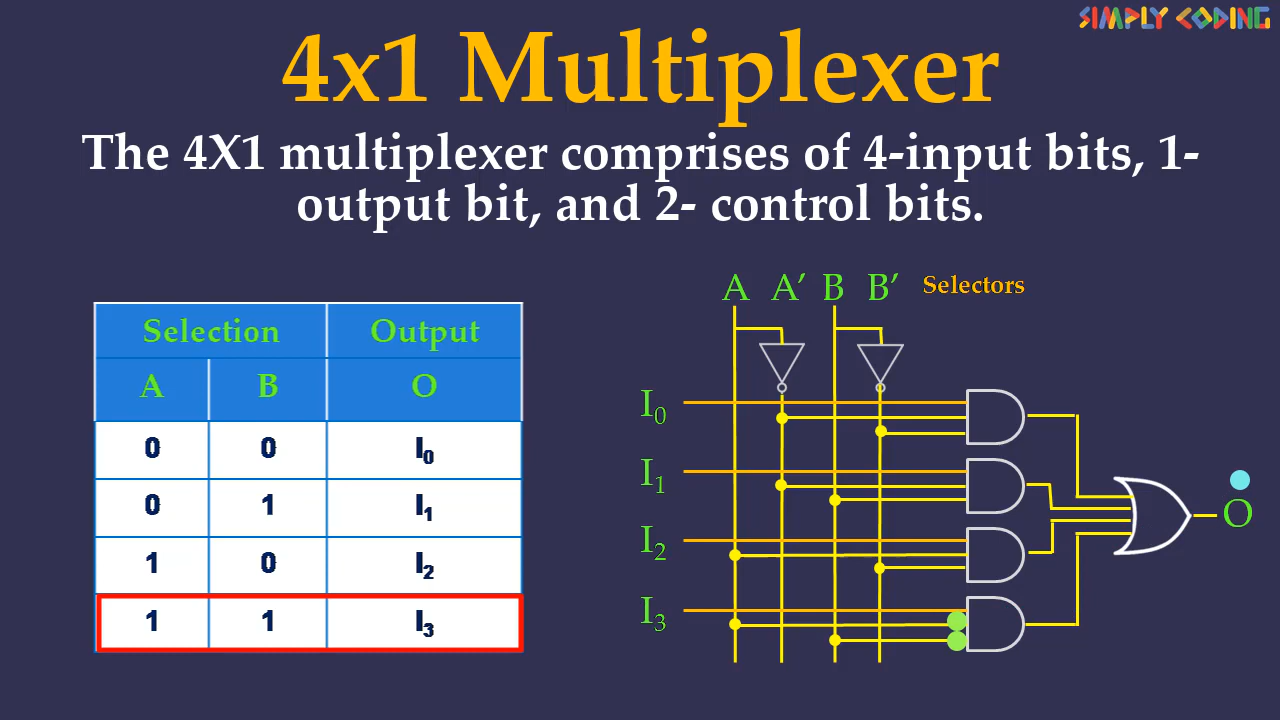 SIMPLY CODING
4x1 Multiplexer
The 4X1 multiplexer comprises of 4-input bits, 1-
output bit, and 2- control bits.
A A’ B B’ Selectors
Selection Output
A B O
0 0 I₀
0 1 I₁
1 0 I₂
1 1 I₃
I₀
I₁
I₂
I₃
O